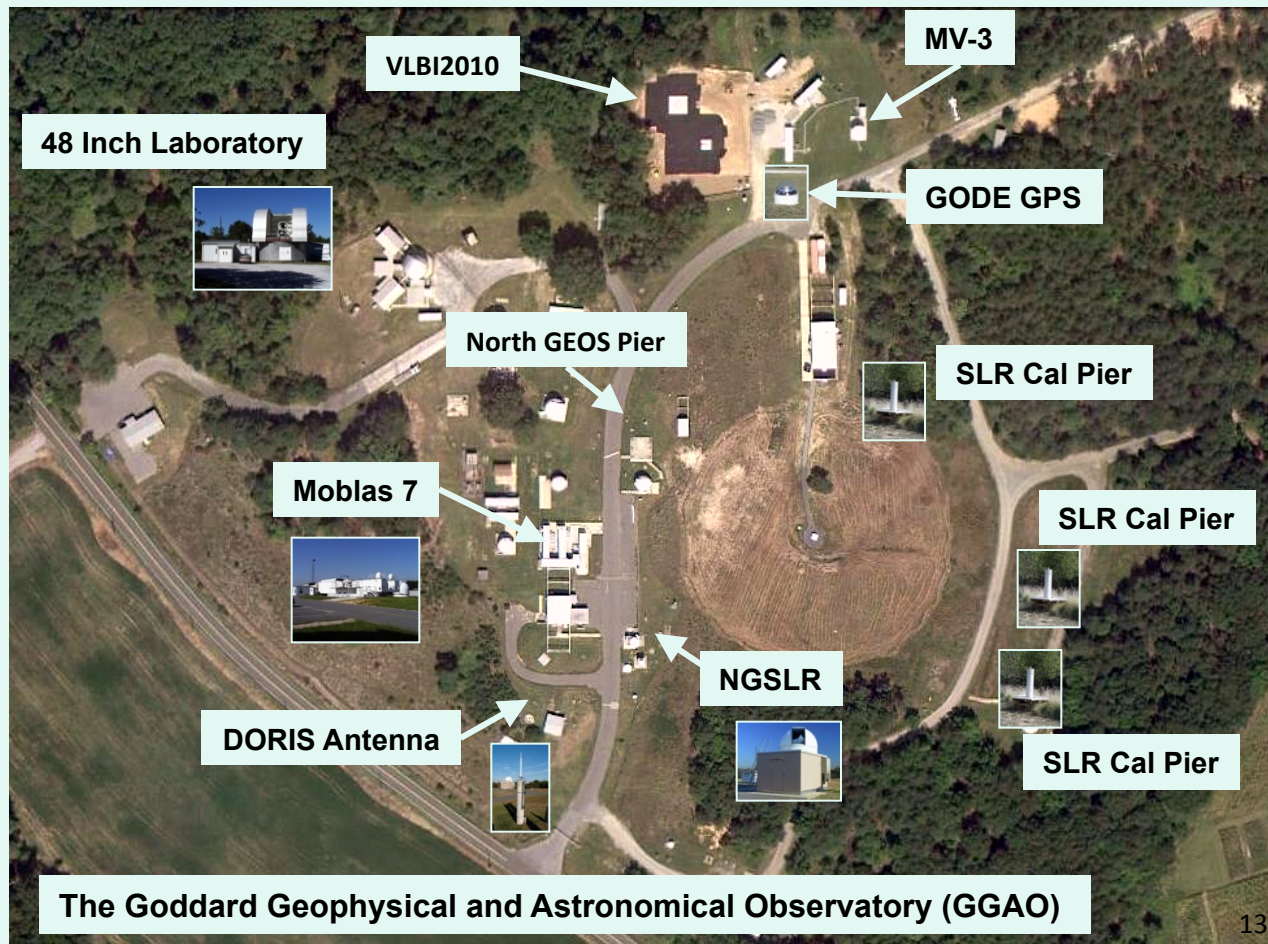 MV-3
VLBI2010
48 Inch Laboratory
GODE GPS
North GEOS Pier
SLR Cal Pier
Moblas 7
SLR Cal Pier
NGSLR
DORIS Antenna
SLR Cal Pier
The Goddard Geophysical and Astronomical Observatory (GGAO)
13